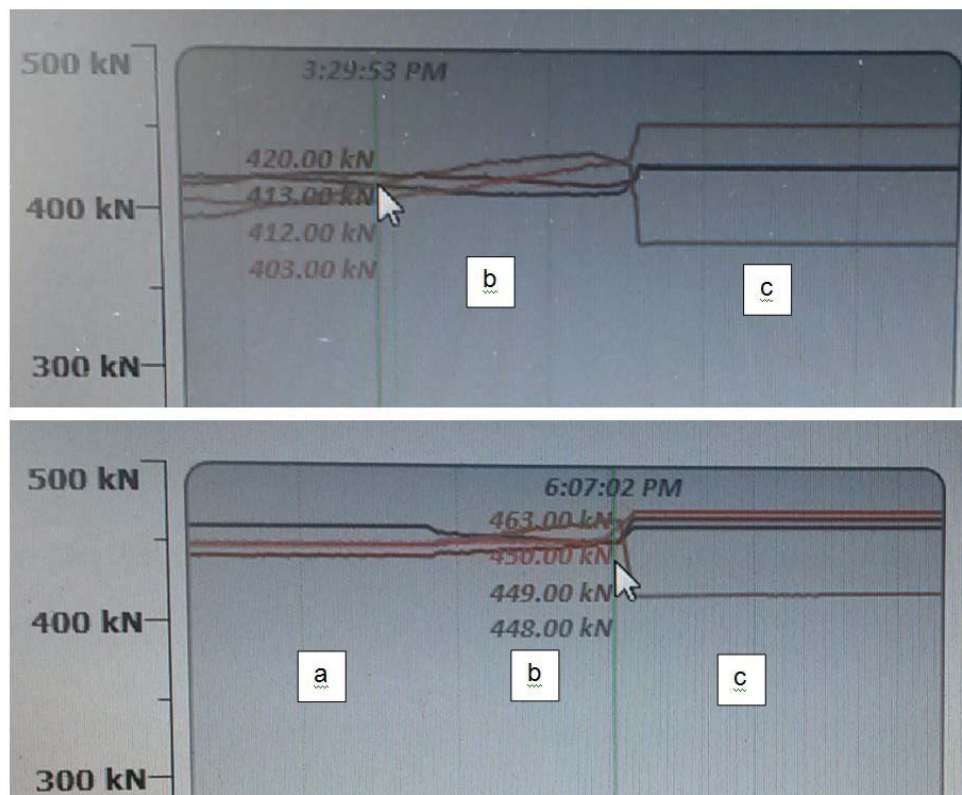 500 kN
3:29:53 PM
420.00 kN
413.00 kN
400 kN
412.00 kN
403.00 kN
b
c
300 kN
500 kN
6:07:02 PM
463.00 kN
450.00 kN
449.00 kN
400 kN
448.00 kN
a
b
c
300 kN